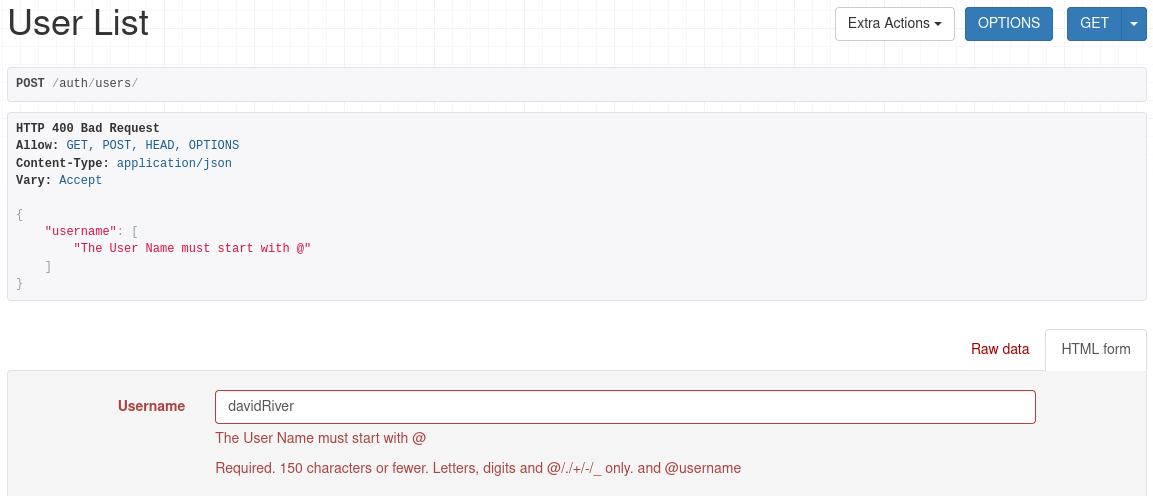 User List
Extra Actions
OPTIONS
GET
POST /auth/users/
HTTP 400 Bad Request
Allow: GET, POST, HEAD, OPTIONS
Content-Type: application/json
Vary: Accept
{
"username": [
"The User Name must start with @"
]
}
Raw data
HTML form
Username
davidRiver
The User Name must start with @
Required. 150 characters or fewer. Letters, digits and @/./+/-/_ only. and @username